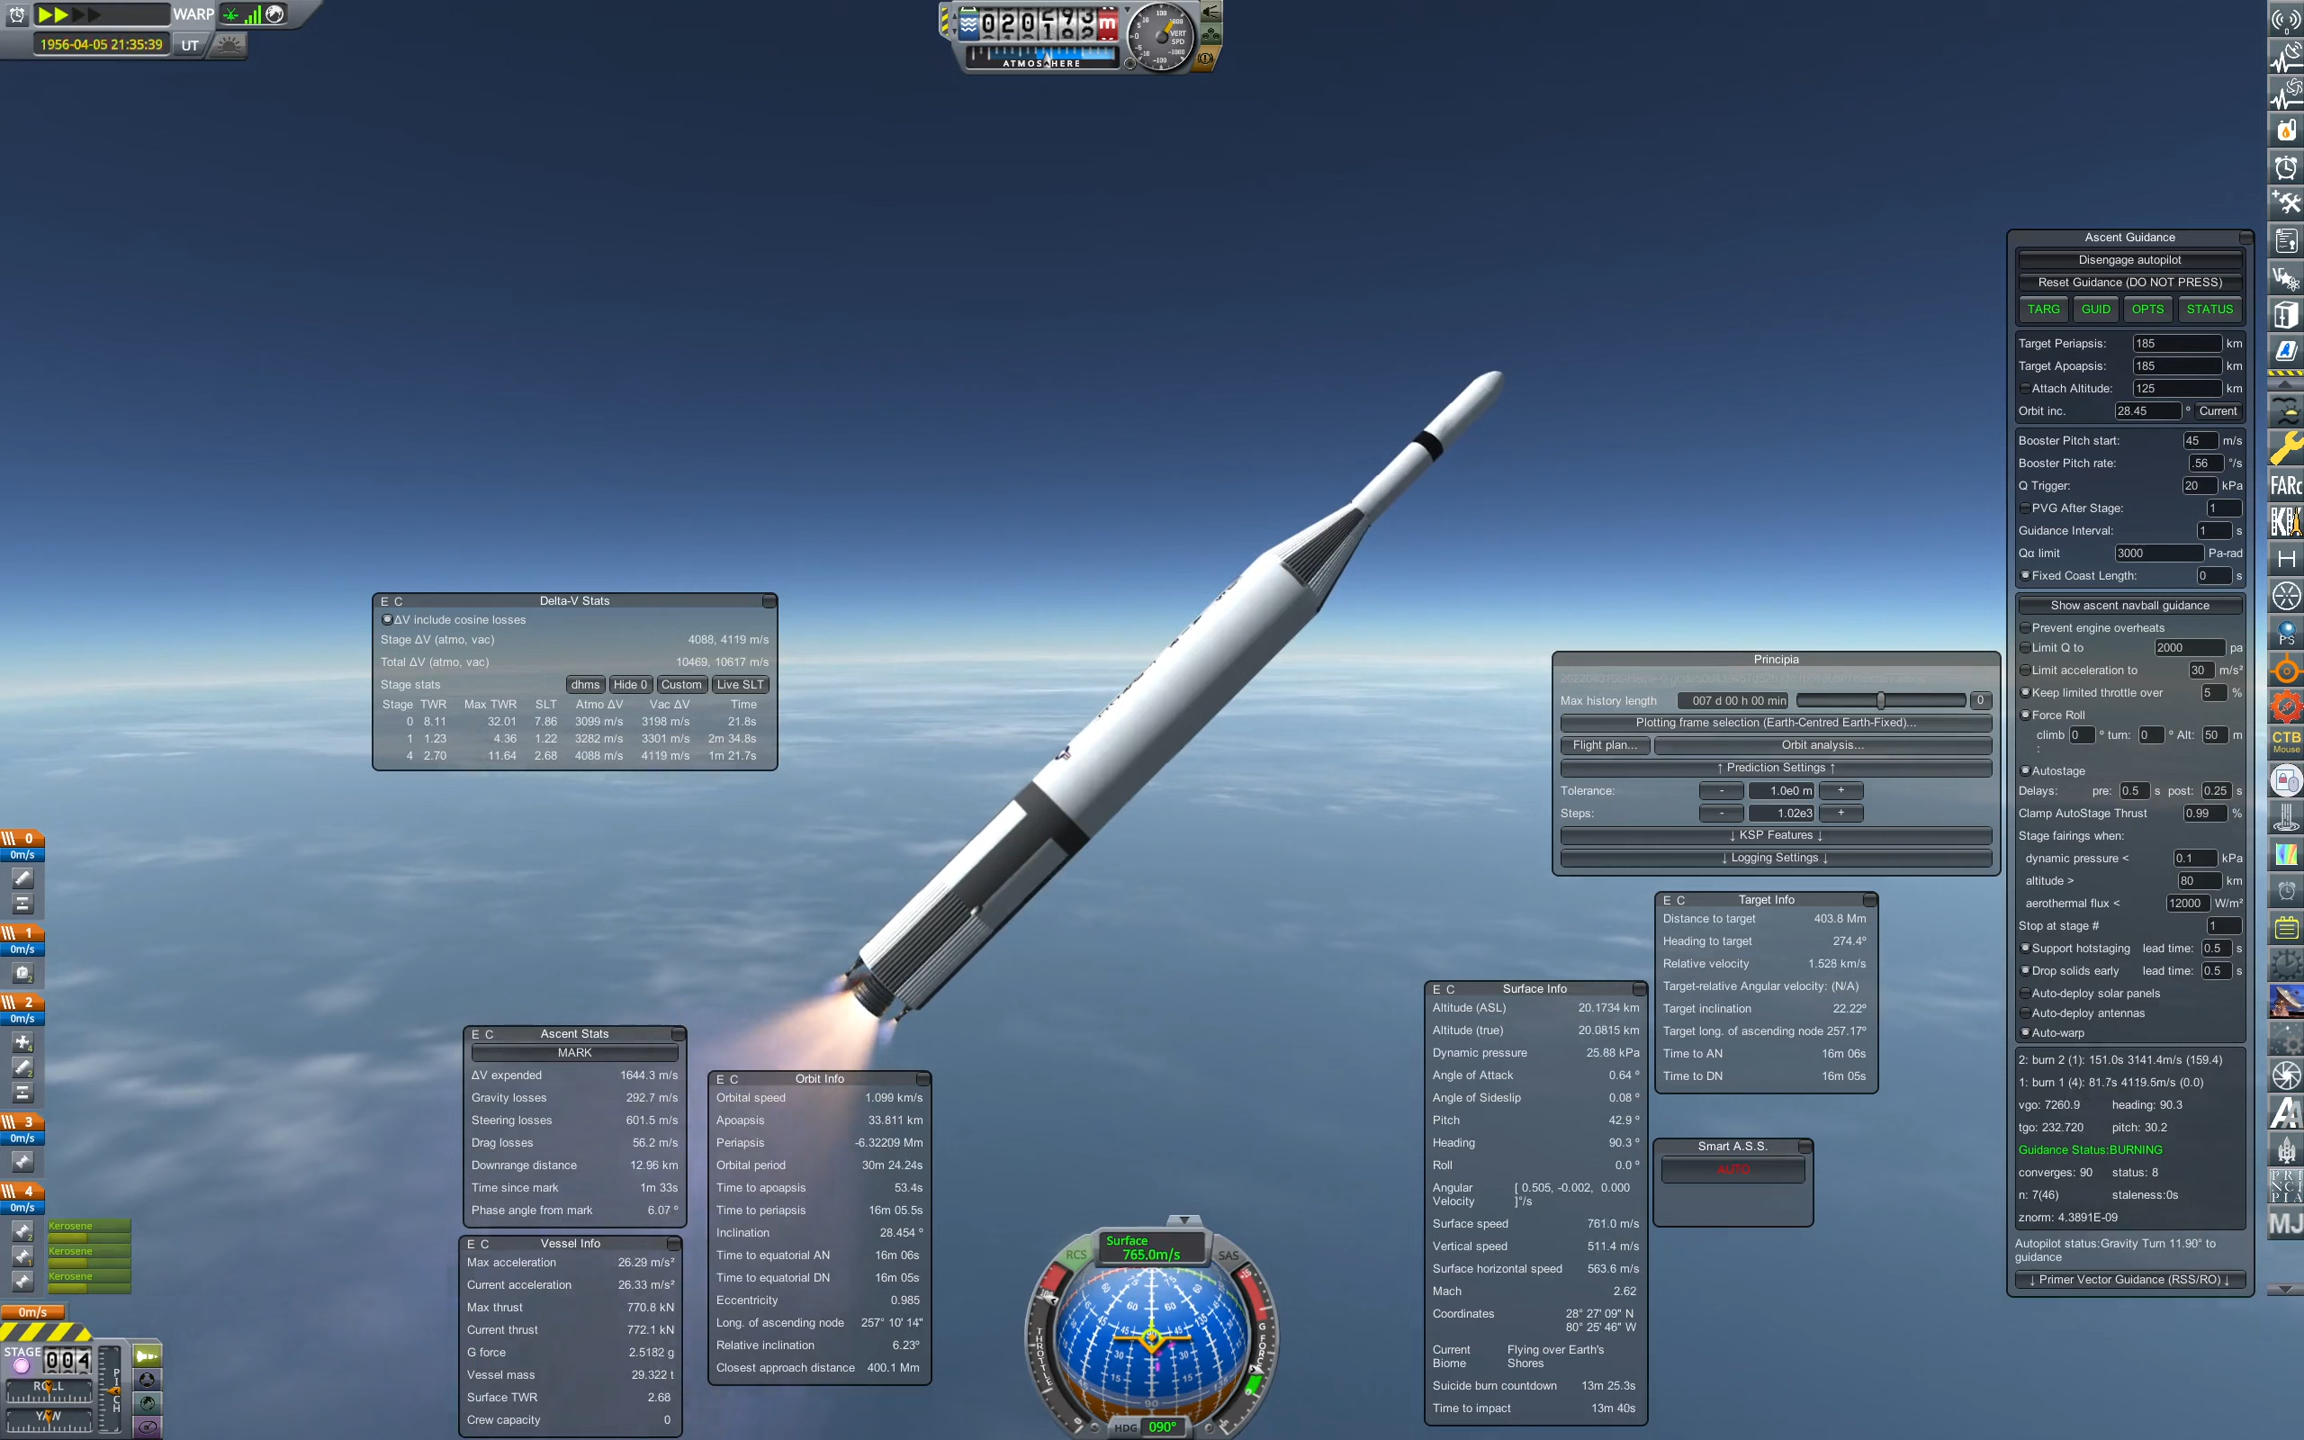 WARP
1956-04-05 21:35:39 UT
m
VERT SPD
ATMOSPHERE
Ascent Guidance
Disengage autopilot
Reset Guidance (DO NOT PRESS)
TARG GUID OPTS STATUS
Target Periapsis: 185 km
Target Apoapsis: 185 km
Attach Altitude: 125 km
Orbit inc. 28.45 ° Current
Booster Pitch start: 45 m/s
Booster Pitch rate: .56 °/s
Q Trigger: 20 kPa
PVG After Stage: 1
Guidance Interval: 1 s
Qα limit 3000 Pa-rad
Fixed Coast Length: 0 s
Show ascent navball guidance
Prevent engine overheats
Limit Q to 2000 pa
Limit acceleration to 30 m/s²
Keep limited throttle over 5 %
Force Roll
climb 0 ° turn: 0 ° Alt: 50 m
:
Autostage
Delays: pre: 0.5 s post: 0.25 s
Clamp AutoStage Thrust 0.99 %
Stage fairings when:
dynamic pressure < 0.1 kPa
altitude > 80 km
aerothermal flux < 12000 W/m²
Stop at stage # 1
Support hotstaging lead time: 0.5 s
Drop solids early lead time: 0.5 s
Auto-deploy solar panels
Auto-deploy antennas
Auto-warp
2: burn 2 (1): 151.0s 3141.4m/s (159.4)
1: burn 1 (4): 81.7s 4119.5m/s (0.0)
vgo: 7260.9 heading: 90.3
tgo: 232.720 pitch: 30.2
Guidance Status:BURNING
converges: 90 status: 8
n: 7(46) staleness:0s
znorm: 4.3891E-09
Autopilot status:Gravity Turn 11.90° to
guidance
↓ Primer Vector Guidance (RSS/RO) ↓
E C Delta-V Stats
ΔV include cosine losses
Stage ΔV (atmo, vac) 4088, 4119 m/s
Total ΔV (atmo, vac) 10469, 10617 m/s
Stage stats dhms Hide 0 Custom Live SLT
Stage TWR Max TWR SLT Atmo ΔV Vac ΔV Time
0 8.11 32.01 7.86 3099 m/s 3198 m/s 21.8s
1 1.23 4.36 1.22 3282 m/s 3301 m/s 2m 34.8s
4 2.70 11.64 2.68 4088 m/s 4119 m/s 1m 21.7s
Principia
Max history length 007 d 00 h 00 min 0
Plotting frame selection (Earth-Centred Earth-Fixed)...
Flight plan... Orbit analysis...
↑ Prediction Settings ↑
Tolerance: - 1.0e0 m +
Steps: - 1.02e3 +
↓ KSP Features ↓
↓ Logging Settings ↓
E C Target Info
Distance to target 403.8 Mm
Heading to target 274.4º
Relative velocity 1.528 km/s
Target-relative Angular velocity: (N/A)
Target inclination 22.22º
Target long. of ascending node 257.17º
Time to AN 16m 06s
Time to DN 16m 05s
E C Surface Info
Altitude (ASL) 20.1734 km
Altitude (true) 20.0815 km
Dynamic pressure 25.88 kPa
Angle of Attack 0.64 º
Angle of Sideslip 0.08 º
Pitch 42.9 º
Heading 90.3 º
Roll 0.0 º
Angular [ 0.505, -0.002, 0.000
Velocity ]°/s
Surface speed 761.0 m/s
Vertical speed 511.4 m/s
Surface horizontal speed 563.6 m/s
Mach 2.62
Coordinates 28° 27' 09" N
80° 25' 46" W
Current Flying over Earth's
Biome Shores
Suicide burn countdown 13m 25.3s
Time to impact 13m 40s
Smart A.S.S.
AUTO
E C Ascent Stats
MARK
ΔV expended 1644.3 m/s
Gravity losses 292.7 m/s
Steering losses 601.5 m/s
Drag losses 56.2 m/s
Downrange distance 12.96 km
Time since mark 1m 33s
Phase angle from mark 6.07 º
E C Orbit Info
Orbital speed 1.099 km/s
Apoapsis 33.811 km
Periapsis -6.32209 Mm
Orbital period 30m 24.24s
Time to apoapsis 53.4s
Time to periapsis 16m 05.5s
Inclination 28.454 º
Time to equatorial AN 16m 06s
Time to equatorial DN 16m 05s
Eccentricity 0.985
Long. of ascending node 257° 10' 14"
Relative inclination 6.23º
Closest approach distance 400.1 Mm
E C Vessel Info
Max acceleration 26.29 m/s²
Current acceleration 26.33 m/s²
Max thrust 770.8 kN
Current thrust 772.1 kN
G force 2.5182 g
Vessel mass 29.322 t
Surface TWR 2.68
Crew capacity 0
0
0m/s
1
0m/s
2
0m/s
3
0m/s
4
0m/s
Kerosene
Kerosene
Kerosene
0m/s
STAGE 004
ROLL
YAW
PITCH
RCS Surface SAS
765.0m/s
THROTTLE
G FORCE
HDG 090°
FARc
CTB
Mouse
PS
PRINCIPIA
MJ